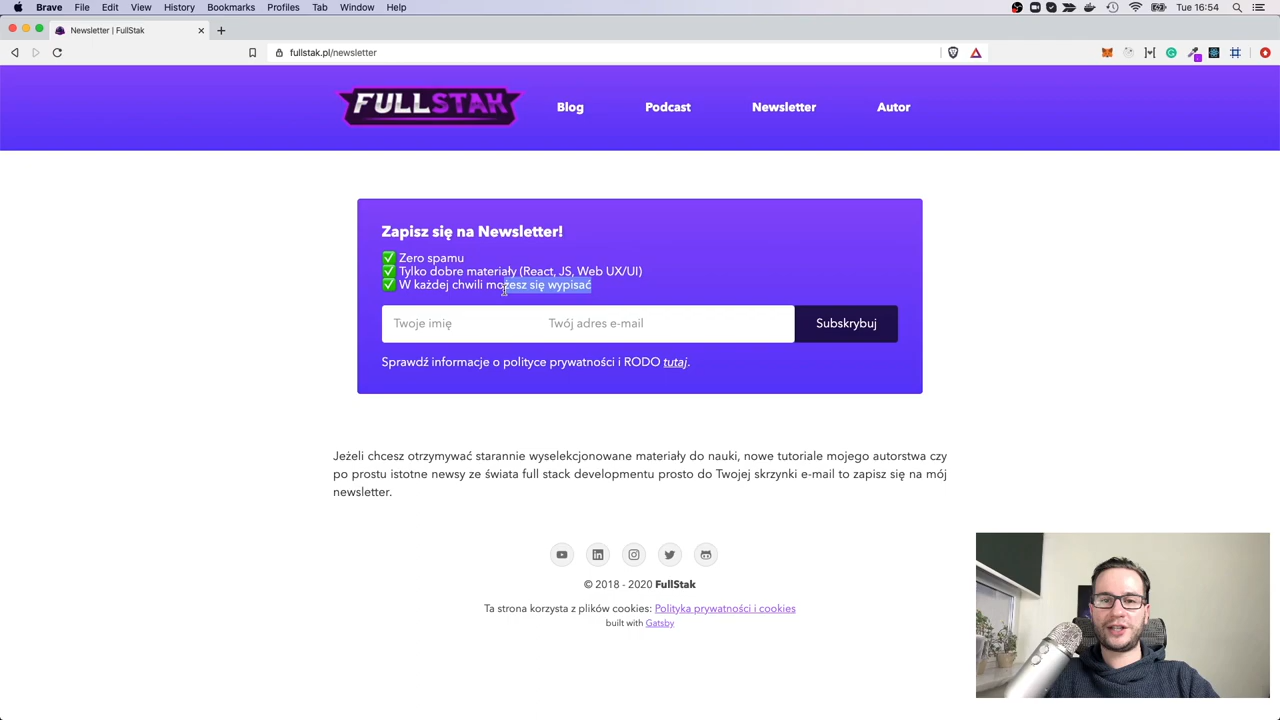 Brave File Edit View History Bookmarks Profiles Tab Window Help Tue 16:54
Newsletter | FullStak
fullstak.pl/newsletter
FULLSTAK Blog Podcast Newsletter Autor
Zapisz się na Newsletter!
✅ Zero spamu
✅ Tylko dobre materiały (React, JS, Web UX/UI)
✅ W każdej chwili możesz się wypisać
Twoje imię Twój adres e-mail Subskrybuj
Sprawdź informacje o polityce prywatności i RODO tutaj.
Jeżeli chcesz otrzymywać starannie wyselekcjonowane materiały do nauki, nowe tutoriale mojego autorstwa czy
po prostu istotne newsy ze świata full stack developmentu prosto do Twojej skrzynki e-mail to zapisz się na mój
newsletter.
© 2018 - 2020 FullStak
Ta strona korzysta z plików cookies: Polityka prywatności i cookies
built with Gatsby